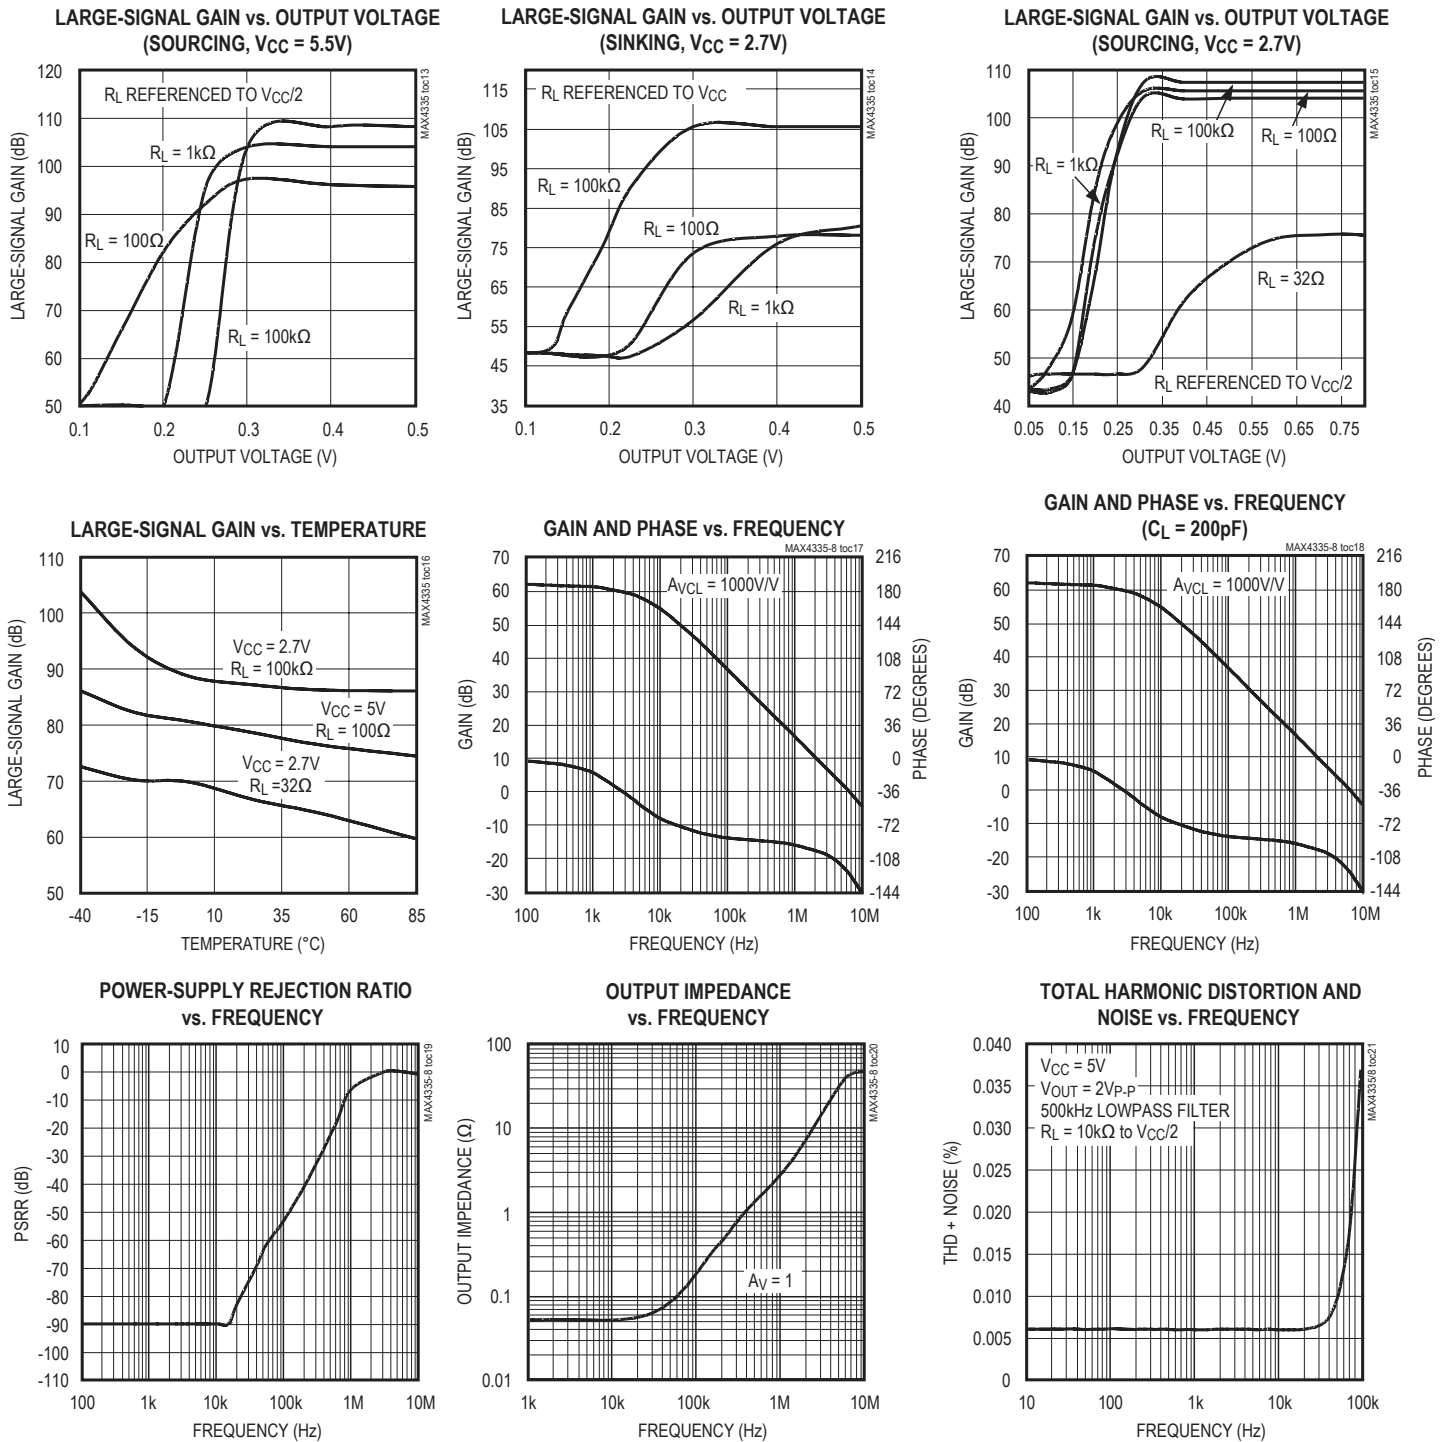 LARGE-SIGNAL GAIN vs. OUTPUT VOLTAGE
(SOURCING, VCC = 5.5V)
MAX4335 toc13
RL REFERENCED TO VCC/2
RL = 1kΩ
RL = 100Ω
RL = 100kΩ
LARGE-SIGNAL GAIN (dB)
120
110
100
90
80
70
60
50
0.1 0.2 0.3 0.4 0.5
OUTPUT VOLTAGE (V)
LARGE-SIGNAL GAIN vs. OUTPUT VOLTAGE
(SINKING, VCC = 2.7V)
MAX4335 toc14
RL REFERENCED TO VCC
RL = 100kΩ
RL = 100Ω
RL = 1kΩ
LARGE-SIGNAL GAIN (dB)
115
105
95
85
75
65
55
45
35
0.1 0.2 0.3 0.4 0.5
OUTPUT VOLTAGE (V)
LARGE-SIGNAL GAIN vs. OUTPUT VOLTAGE
(SOURCING, VCC = 2.7V)
MAX4335 toc15
RL = 100kΩ
RL = 100Ω
RL = 1kΩ
RL = 32Ω
RL REFERENCED TO VCC/2
LARGE-SIGNAL GAIN (dB)
110
100
90
80
70
60
50
40
0.05 0.15 0.25 0.35 0.45 0.55 0.65 0.75
OUTPUT VOLTAGE (V)
LARGE-SIGNAL GAIN vs. TEMPERATURE
MAX4335 toc16
VCC = 2.7V
RL = 100kΩ
VCC = 5V
RL = 100Ω
VCC = 2.7V
RL =32Ω
LARGE-SIGNAL GAIN (dB)
110
100
90
80
70
60
50
-40 -15 10 35 60 85
TEMPERATURE (°C)
GAIN AND PHASE vs. FREQUENCY
MAX4335-8 toc17
AVCL = 1000V/V
GAIN (dB)
70
60
50
40
30
20
10
0
-10
-20
-30
216
180
144
108
72
36
0
-36
-72
-108
-144
PHASE (DEGREES)
100 1k 10k 100k 1M 10M
FREQUENCY (Hz)
GAIN AND PHASE vs. FREQUENCY
(CL = 200pF)
MAX4335-8 toc18
AVCL = 1000V/V
GAIN (dB)
70
60
50
40
30
20
10
0
-10
-20
-30
216
180
144
108
72
36
0
-36
-72
-108
-144
PHASE (DEGREES)
100 1k 10k 100k 1M 10M
FREQUENCY (Hz)
POWER-SUPPLY REJECTION RATIO
vs. FREQUENCY
MAX4335-8 toc19
PSRR (dB)
10
0
-10
-20
-30
-40
-50
-60
-70
-80
-90
-100
-110
100 1k 10k 100k 1M 10M
FREQUENCY (Hz)
OUTPUT IMPEDANCE
vs. FREQUENCY
MAX4335-8 toc20
AV = 1
OUTPUT IMPEDANCE (Ω)
100
10
1
0.1
0.01
1k 10k 100k 1M 10M
FREQUENCY (Hz)
TOTAL HARMONIC DISTORTION AND
NOISE vs. FREQUENCY
MAX4335/8 toc21
VCC = 5V
VOUT = 2VP-P
500kHz LOWPASS FILTER
RL = 10kΩ to VCC/2
THD + NOISE (%)
0.040
0.035
0.030
0.025
0.020
0.015
0.010
0.005
0
10 100 1k 10k 100k
FREQUENCY (Hz)